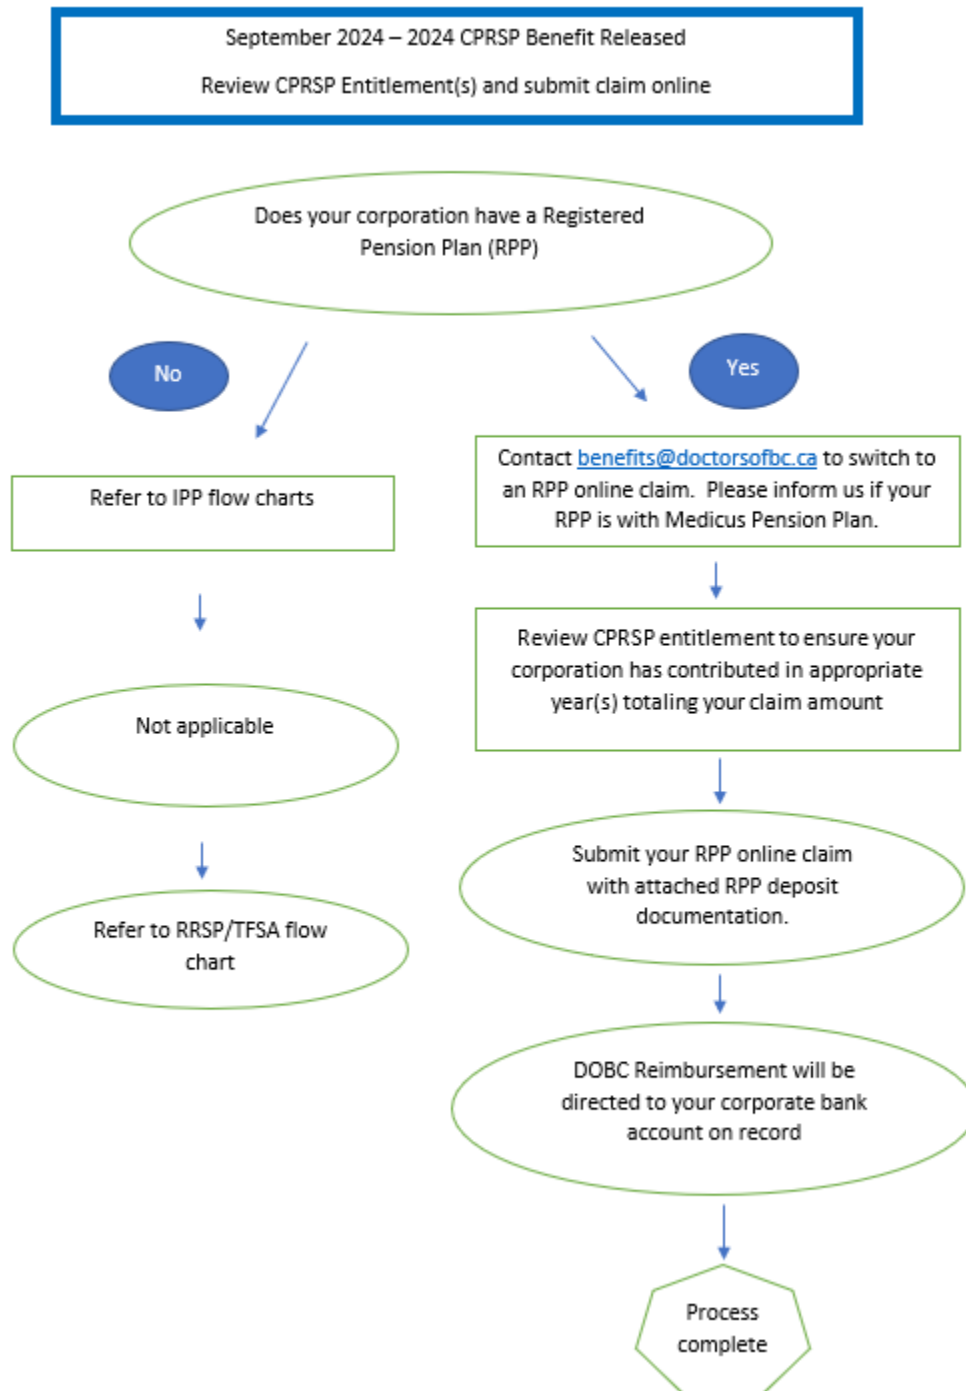 September 2024 – 2024 CPRSP Benefit Released
Review CPRSP Entitlement(s) and submit claim online
Does your corporation have a Registered
Pension Plan (RPP)
No
Yes
Refer to IPP flow charts
Contact benefits@doctorsofbc.ca to switch to
an RPP online claim.  Please inform us if your
RPP is with Medicus Pension Plan.
Review CPRSP entitlement to ensure your
corporation has contributed in appropriate
year(s) totaling your claim amount
Not applicable
Submit your RPP online claim
with attached RPP deposit
documentation.
Refer to RRSP/TFSA flow
chart
DOBC Reimbursement will be
directed to your corporate bank
account on record
Process
complete